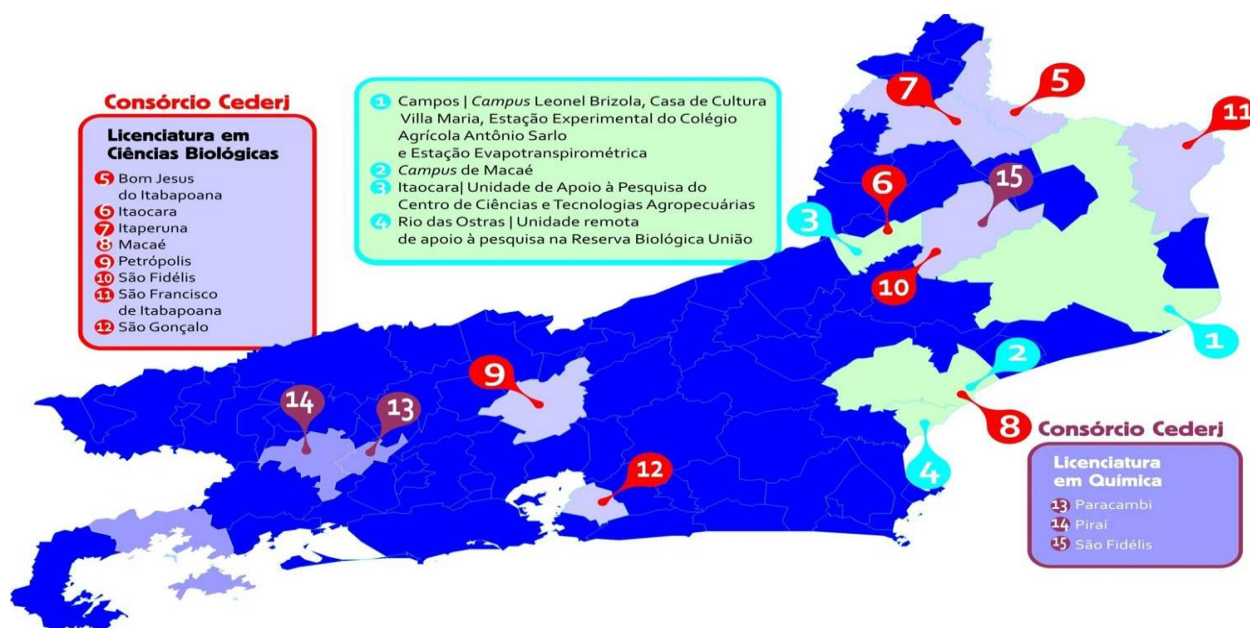 Consórcio Cederj
Licenciatura em
Ciências Biológicas
5 Bom Jesus
do Itabapoana
6 Itaocara
7 Itaperuna
8 Macaé
9 Petrópolis
10 São Fidélis
11 São Francisco
de Itabapoana
12 São Gonçalo
1 Campos | Campus Leonel Brizola, Casa de Cultura
Villa Maria, Estação Experimental do Colégio
Agrícola Antônio Sarlo
e Estação Evapotranspirométrica
2 Campus de Macaé
3 Itaocara| Unidade de Apoio à Pesquisa do
Centro de Ciências e Tecnologias Agropecuárias
4 Rio das Ostras | Unidade remota
de apoio à pesquisa na Reserva Biológica União
5
7
11
15
6
3
10
1
2
9
14
13
8
4
12
Consórcio Cederj
Licenciatura
em Química
13 Paracambi
14 Piraí
15 São Fidélis